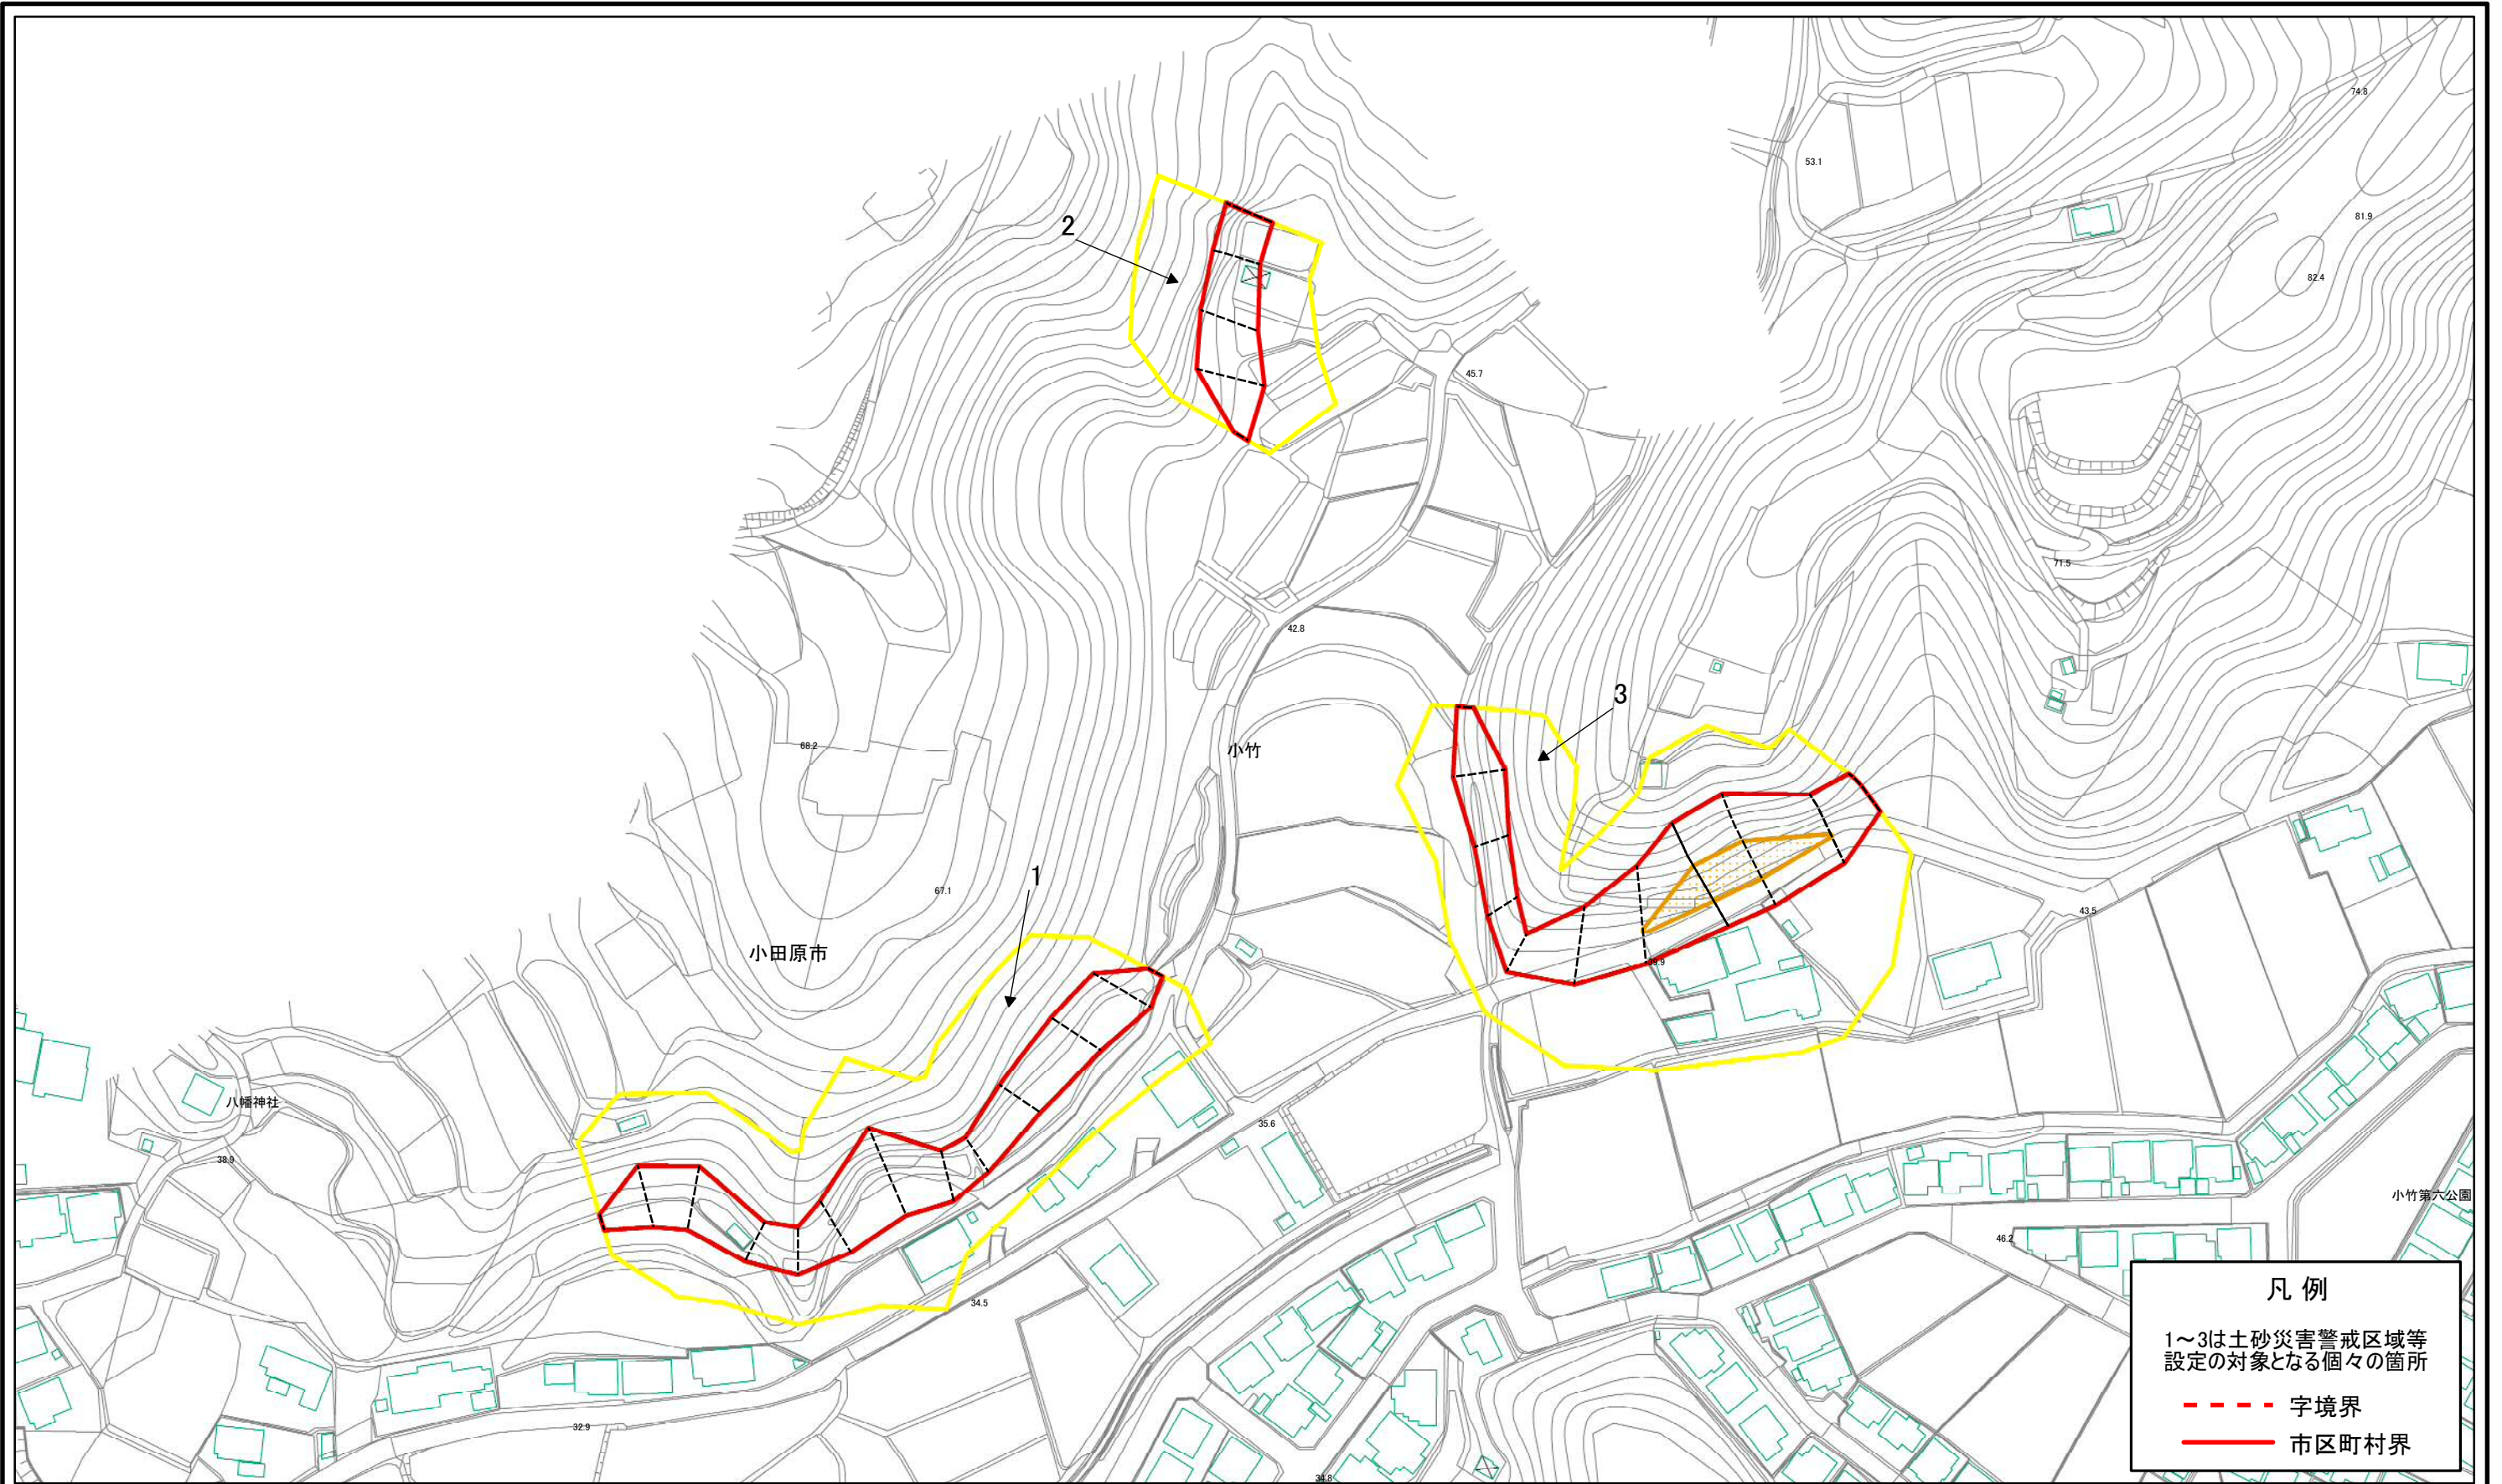 74.8
53.1
81.9
2
82.4
45.7
71.5
42.8
3
68.2
小竹
1
67.1
43.5
小田原市
39.9
八幡神社
35.6
38.9
小竹第六公園
46.2
34.5
凡 例
1～3は土砂災害警戒区域等
設定の対象となる個々の箇所
字境界
市区町村界
32.9
34.8